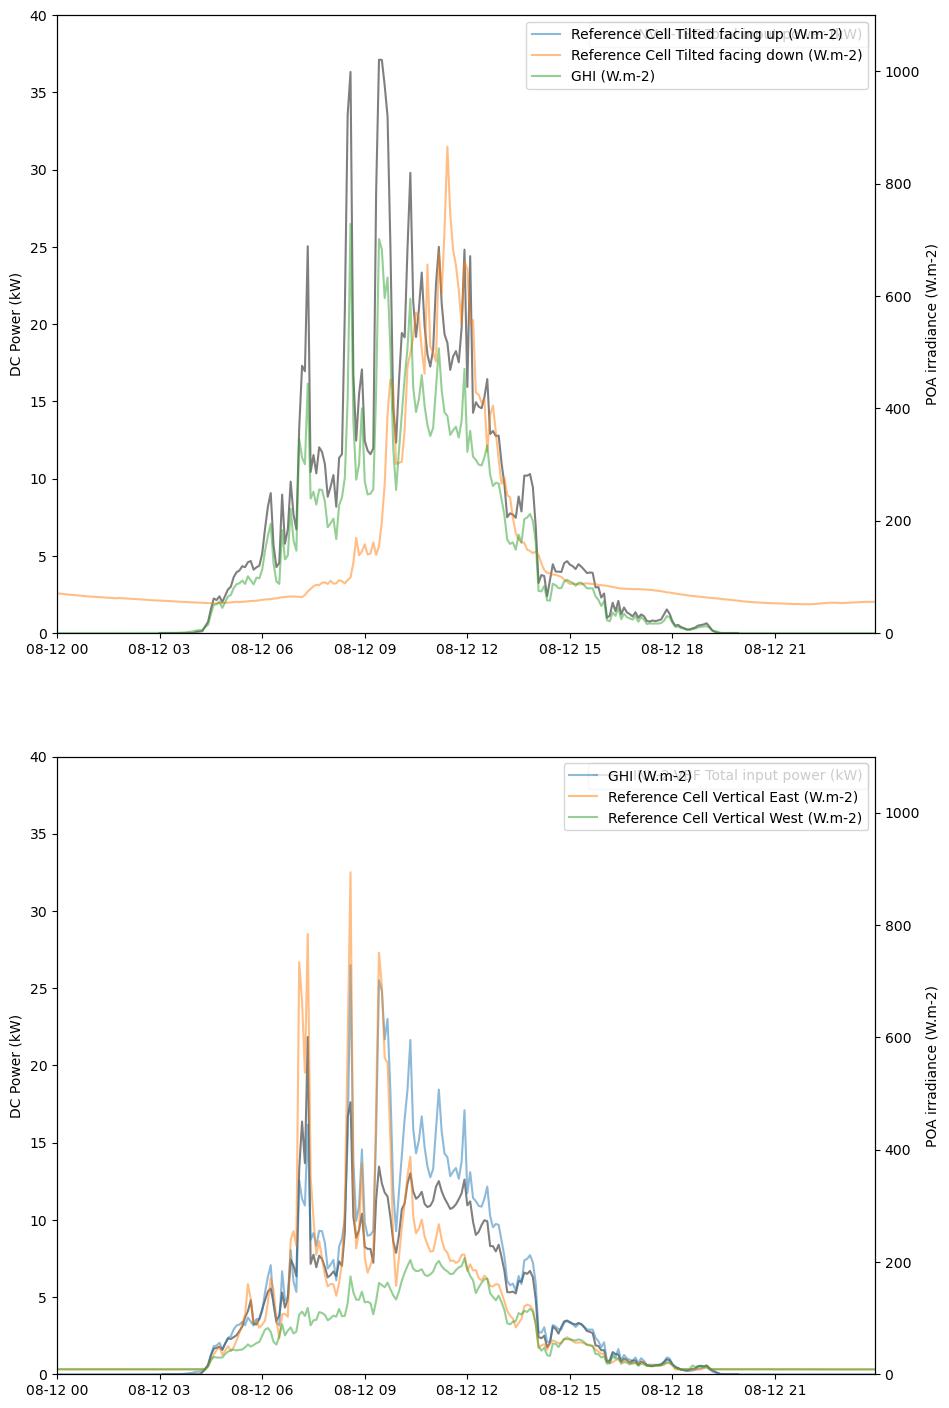 40
35
30
25
20
15
10
5
0
DC Power (kW)
Reference Cell Tilted facing up (W.m-2)
Reference Cell Tilted facing down (W.m-2)
GHI (W.m-2)
1000
800
600
400
200
0
POA irradiance (W.m-2)
08-12 00 08-12 03 08-12 06 08-12 09 08-12 12 08-12 15 08-12 18 08-12 21
40
35
30
25
20
15
10
5
0
DC Power (kW)
GHI (W.m-2) Total input power (kW)
Reference Cell Vertical East (W.m-2)
Reference Cell Vertical West (W.m-2)
1000
800
600
400
200
0
POA irradiance (W.m-2)
08-12 00 08-12 03 08-12 06 08-12 09 08-12 12 08-12 15 08-12 18 08-12 21